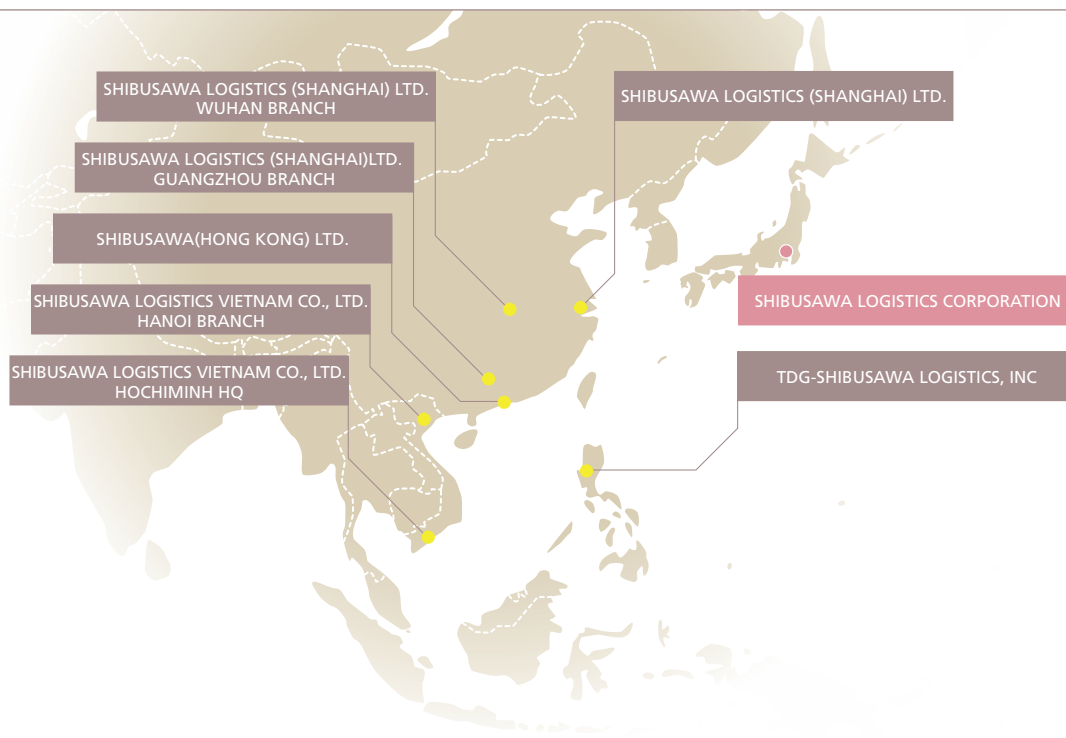 SHIBUSAWA LOGISTICS (SHANGHAI) LTD.
WUHAN BRANCH
SHIBUSAWA LOGISTICS (SHANGHAI) LTD.
SHIBUSAWA LOGISTICS (SHANGHAI)LTD.
GUANGZHOU BRANCH
SHIBUSAWA(HONG KONG) LTD.
SHIBUSAWA LOGISTICS VIETNAM CO., LTD.
HANOI BRANCH
SHIBUSAWA LOGISTICS CORPORATION
SHIBUSAWA LOGISTICS VIETNAM CO., LTD.
HOCHIMINH HQ
TDG-SHIBUSAWA LOGISTICS, INC